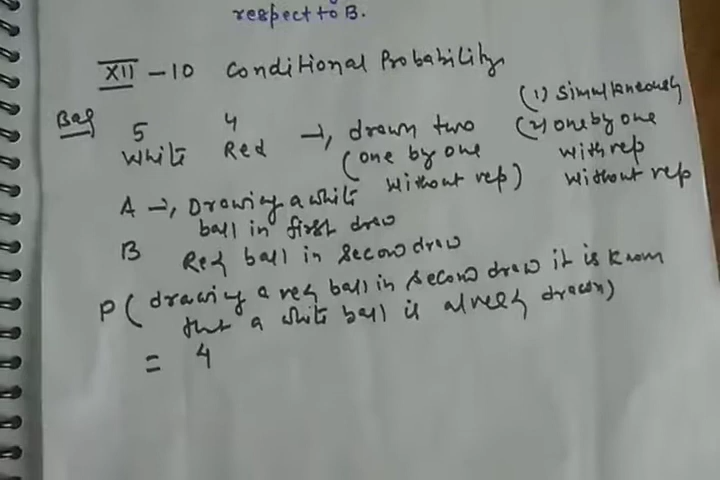 respect to B.
XII - 10 Conditional Probability
Bag 5 White 4 Red → drawn two
(one by one
without rep)
(1) Simultaneously
(2) one by one
with rep
without rep
A → Drawing a white
ball in first draw
B Red ball in second draw
P ( drawing a red ball in second draw it is known
that a white ball is already drawn)
= 4